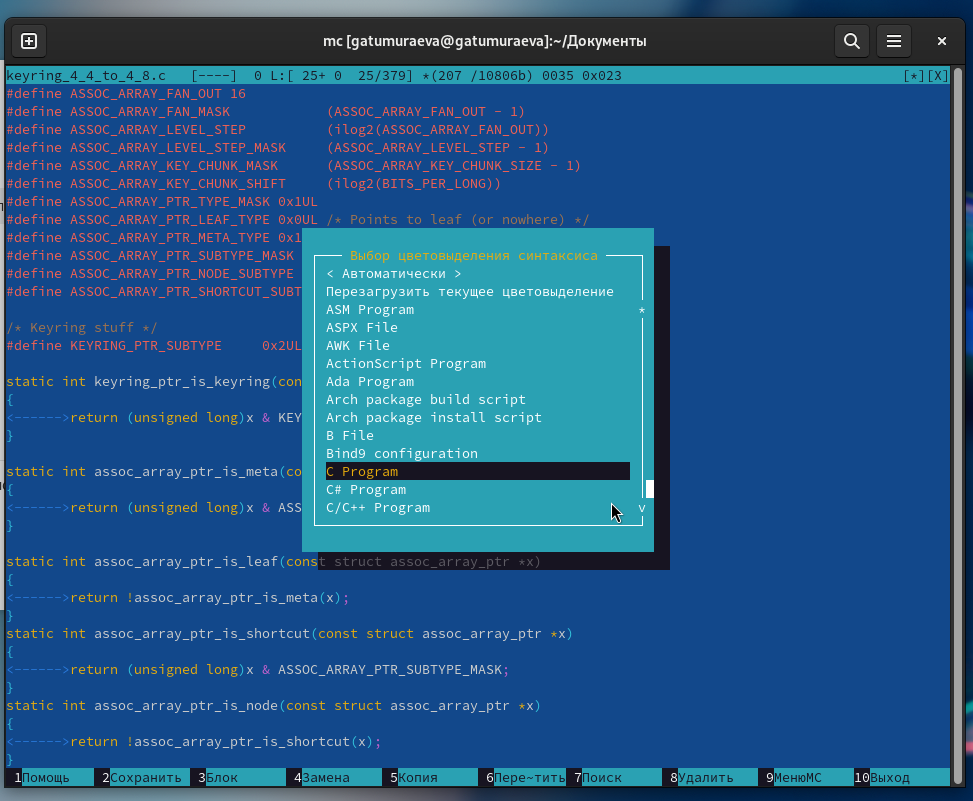 mc [gatumuraeva@gatumuraeva]:~/Документы
keyring_4_4_to_4_8.c [----] 0 L:[ 25+ 0 25/379] *(207 /10806b) 0035 0x023 [*][X]
#define ASSOC_ARRAY_FAN_OUT 16
#define ASSOC_ARRAY_FAN_MASK (ASSOC_ARRAY_FAN_OUT - 1)
#define ASSOC_ARRAY_LEVEL_STEP (ilog2(ASSOC_ARRAY_FAN_OUT))
#define ASSOC_ARRAY_LEVEL_STEP_MASK (ASSOC_ARRAY_LEVEL_STEP - 1)
#define ASSOC_ARRAY_KEY_CHUNK_MASK (ASSOC_ARRAY_KEY_CHUNK_SIZE - 1)
#define ASSOC_ARRAY_KEY_CHUNK_SHIFT (ilog2(BITS_PER_LONG))
#define ASSOC_ARRAY_PTR_TYPE_MASK 0x1UL
#define ASSOC_ARRAY_PTR_LEAF_TYPE 0x0UL /* Points to leaf (or nowhere) */
#define ASSOC_ARRAY_PTR_META_TYPE 0x1
#define ASSOC_ARRAY_PTR_SUBTYPE_MASK
#define ASSOC_ARRAY_PTR_NODE_SUBTYPE
#define ASSOC_ARRAY_PTR_SHORTCUT_SUBT
/* Keyring stuff */
#define KEYRING_PTR_SUBTYPE 0x2UL
static int keyring_ptr_is_keyring(con
{
<------>return (unsigned long)x & KEY
}
static int assoc_array_ptr_is_meta(co
{
<------>return (unsigned long)x & ASS
}
Выбор цветовыделения синтаксиса
< Автоматически >
Перезагрузить текущее цветовыделение
ASM Program *
ASPX File
AWK File
ActionScript Program
Ada Program
Arch package build script
Arch package install script
B File
Bind9 configuration
C Program
C# Program
C/C++ Program v
static int assoc_array_ptr_is_leaf(const struct assoc_array_ptr *x)
{
<------>return !assoc_array_ptr_is_meta(x);
}
static int assoc_array_ptr_is_shortcut(const struct assoc_array_ptr *x)
{
<------>return (unsigned long)x & ASSOC_ARRAY_PTR_SUBTYPE_MASK;
}
static int assoc_array_ptr_is_node(const struct assoc_array_ptr *x)
{
<------>return !assoc_array_ptr_is_shortcut(x);
}
1Помощь 2Сохранить 3Блок 4Замена 5Копия 6Пере~тить 7Поиск 8Удалить 9МенюMC 10Выход